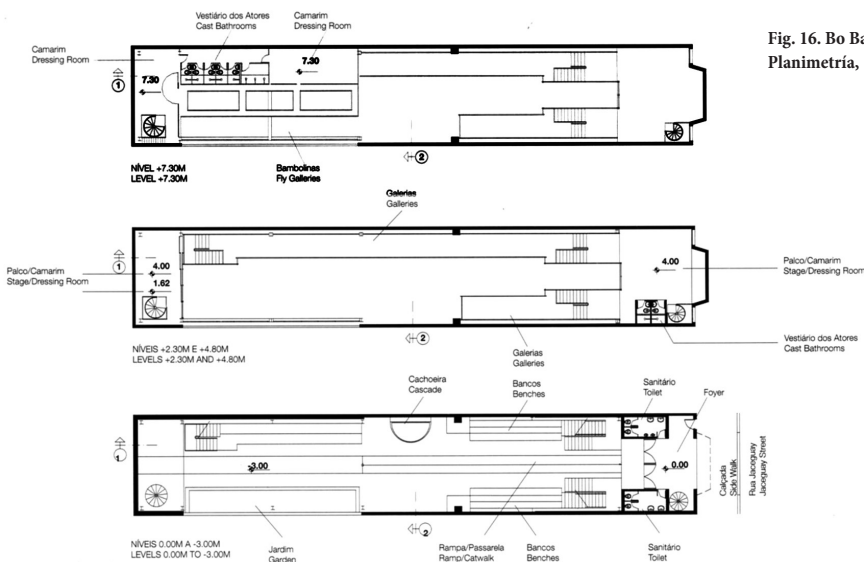 Fig. 16. Bo Ba
Planimetría,
Vestiário dos Atores
Cast Bathrooms
Camarim
Dressing Room
Camarim
Dressing Room
7.30
7.30
1
2
NÍVEL +7.30M
LEVEL +7.30M
Bambolinas
Fly Galleries
Galerias
Galleries
1
Palco/Camarim
Stage/Dressing Room
4.00
1.62
4.00
Palco/Camarim
Stage/Dressing Room
2
NÍVEIS +2.30M E +4.80M
LEVELS +2.30M AND +4.80M
Galerias
Galleries
Vestiário dos Atores
Cast Bathrooms
Cachoeira
Cascade
Bancos
Benches
Sanitário
Toilet
Foyer
1
-3.00
0.00
Calçada
Side Walk
Rua Jaceguay
Jaceguay Street
2
NÍVEIS 0.00M A -3.00M
LEVELS 0.00M TO -3.00M
Jardim
Garden
Rampa/Passarela
Ramp/Catwalk
Bancos
Benches
Sanitário
Toilet